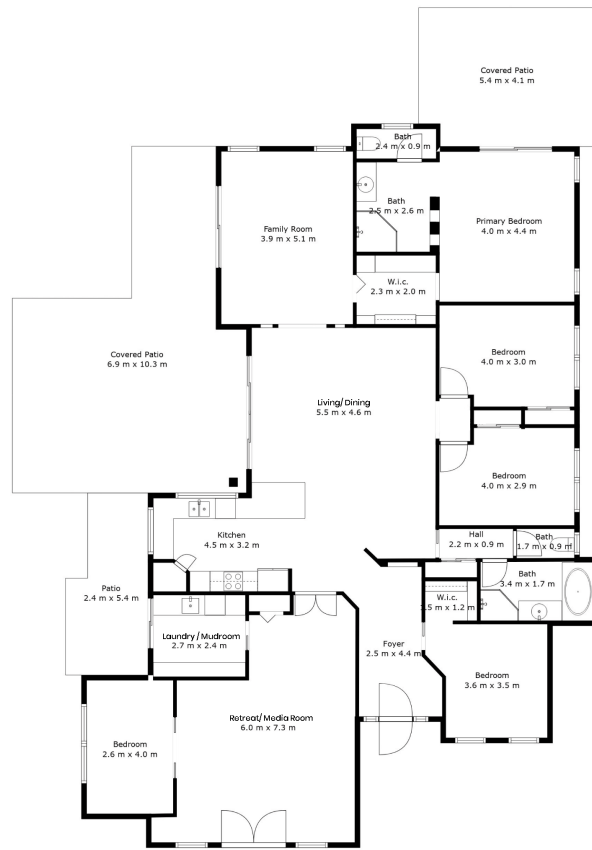 Covered Patio
5.4 m x 4.1 m
Bath
2.4 m x 0.9 m
Bath
2.5 m x 2.6 m
Primary Bedroom
4.0 m x 4.4 m
Family Room
3.9 m x 5.1 m
W.i.c.
2.3 m x 2.0 m
Bedroom
4.0 m x 3.0 m
Covered Patio
6.9 m x 10.3 m
Living/Dining
5.5 m x 4.6 m
Bedroom
4.0 m x 2.9 m
Kitchen
4.5 m x 3.2 m
Hall
2.2 m x 0.9 m
Bath
1.7 m x 0.9 m
Bath
3.4 m x 1.7 m
Patio
2.4 m x 5.4 m
W.i.c.
1.5 m x 1.2 m
Laundry/Mudroom
2.7 m x 2.4 m
Foyer
2.5 m x 4.4 m
Bedroom
3.6 m x 3.5 m
Retreat/Media Room
6.0 m x 7.3 m
Bedroom
2.6 m x 4.0 m